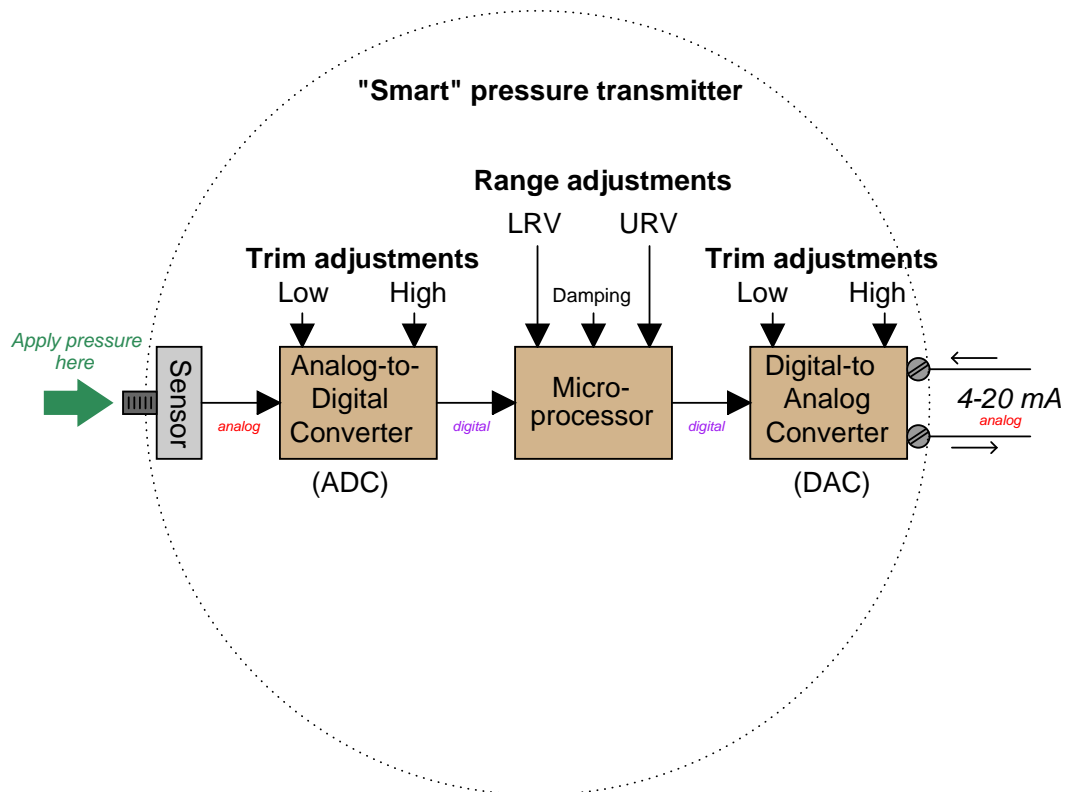 "Smart" pressure transmitter
Range adjustments
LRV URV
Trim adjustments
Low High
Damping
Trim adjustments
Low High
Apply pressure
here
Sensor
analog
Analog-to-
Digital
Converter
(ADC)
digital
Micro-
processor
digital
Digital-to
Analog
Converter
(DAC)
4-20 mA
analog